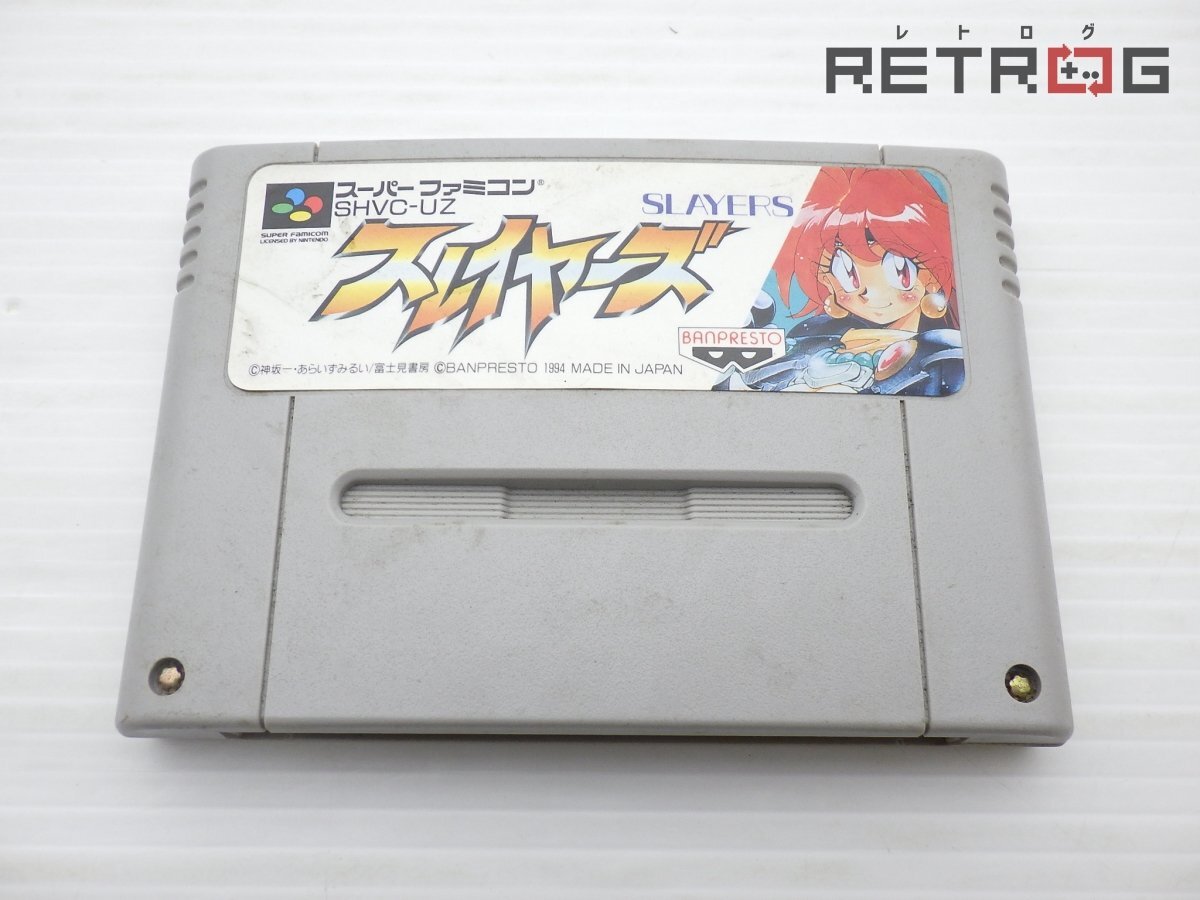 レトログ
RETROG
スーパーファミコン®
SHVC-UZ
SUPER FAMICOM
LICENSED BY NINTENDO
SLAYERS
スレイヤーズ
BANPRESTO
©神坂一・あらいずみるい/富士見書房 ©BANPRESTO 1994 MADE IN JAPAN